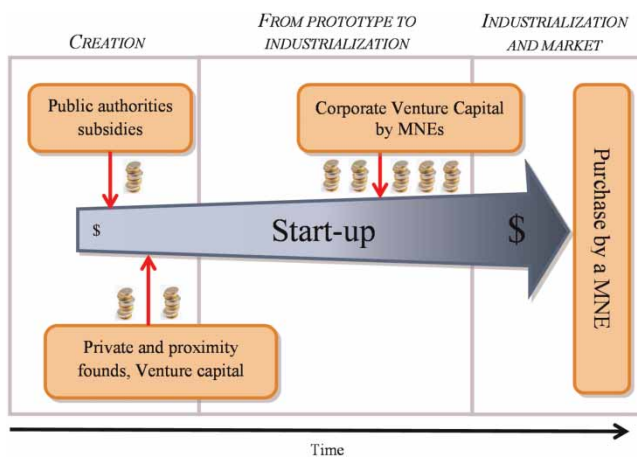 CREATION
FROM PROTOTYPE TO
INDUSTRIALIZATION
INDUSTRIALIZATION
AND MARKET
Public authorities
subsidies
Corporate Venture Capital
by MNEs
$
Start-up
$
Purchase by a MNE
Private and proximity
founds, Venture capital
Time